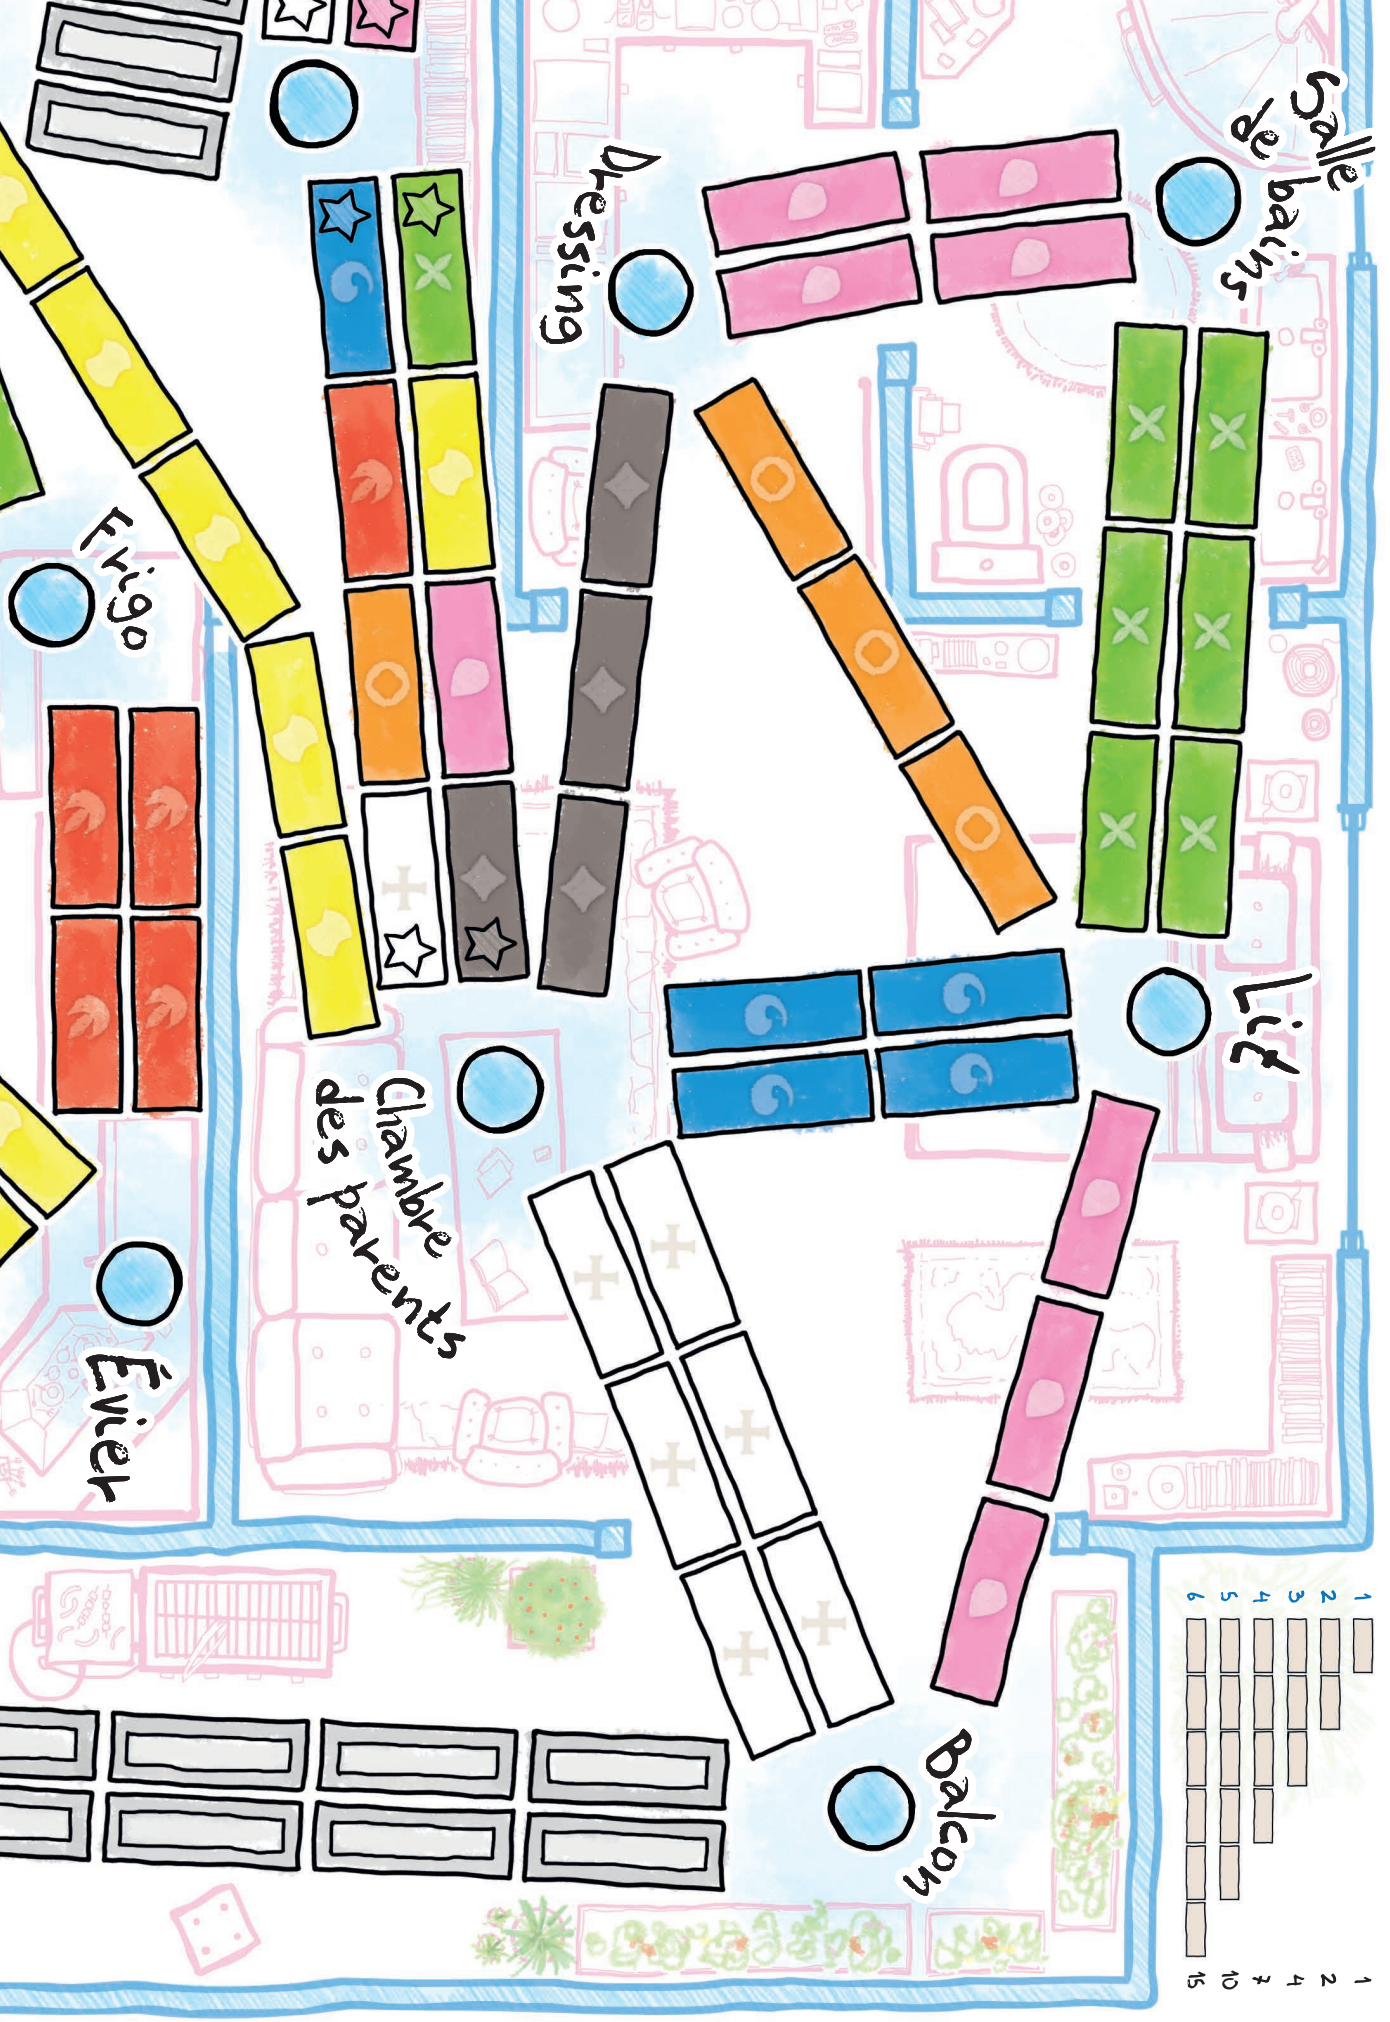 Salle
de bains
Dressing
Frigo
Lit
Chambre
des parents
Évier
Balcon
1 1
2 2
3 4
4 7
5 10
6 15